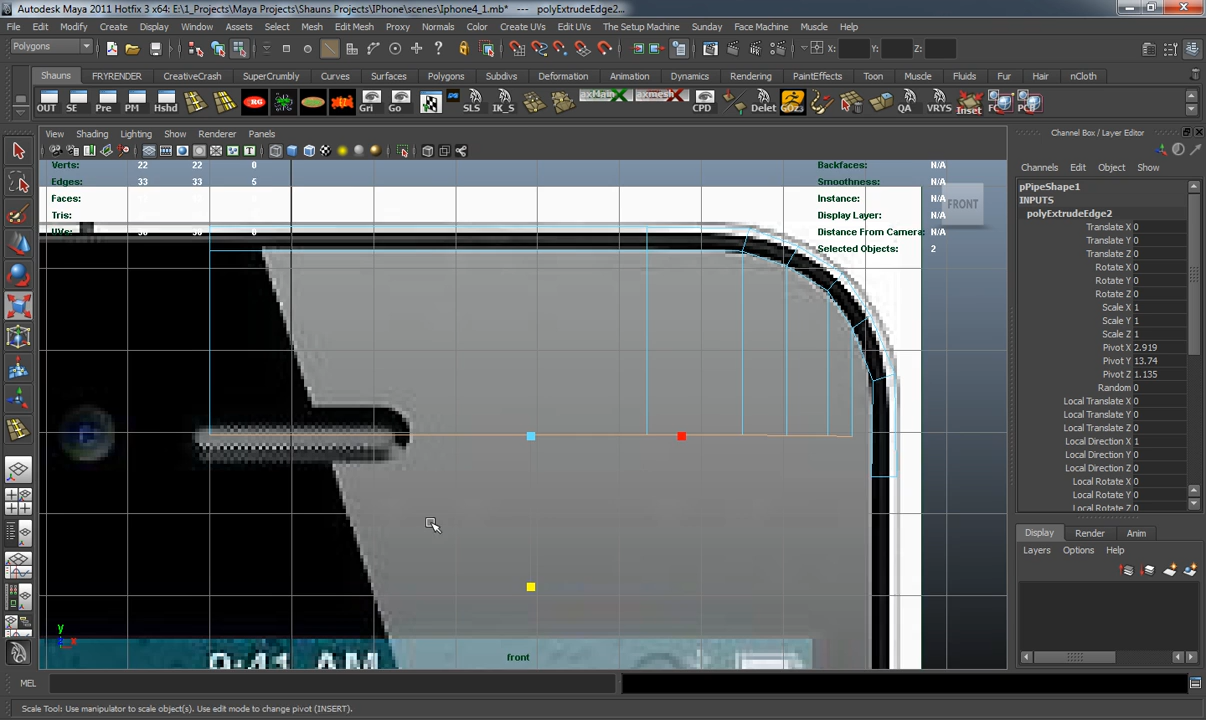 Autodesk Maya 2011 Hotfix 3 x64: E:\1_Projects\Maya Projects\Shauns Projects\IPhone\scenes\Iphone4_1.mb* --- polyExtrudeEdge2...
File Edit Modify Create Display Window Assets Select Mesh Edit Mesh Proxy Normals Color Create UVs Edit UVs The Setup Machine Sunday Face Machine Muscle Help
Polygons X: Y: Z:
Shauns FRYRENDER CreativeCrash SuperCrumbly Curves Surfaces Polygons Subdivs Deformation Animation Dynamics Rendering PaintEffects Toon Muscle Fluids Fur Hair nCloth
OUT SE Pre PM Hshd Gri Go SLS IK_S axMain axmesh CPD Delet GOz3 QA VRYS Inset FC PCB
View Shading Lighting Show Renderer Panels
Verts: 22 22 0
Edges: 33 33 5
Faces:
Tris:
UVs:
Backfaces: N/A
Smoothness: N/A
Instance: N/A
Display Layer: N/A
Distance From Camera: N/A
Selected Objects: 2
FRONT
9:41 AM
front
y
x
Channel Box / Layer Editor
Channels Edit Object Show
pPipeShape1
INPUTS
polyExtrudeEdge2
Translate X 0
Translate Y 0
Translate Z 0
Rotate X 0
Rotate Y 0
Rotate Z 0
Scale X 1
Scale Y 1
Scale Z 1
Pivot X 2.919
Pivot Y 13.74
Pivot Z 1.135
Random 0
Local Translate X 0
Local Translate Y 0
Local Translate Z 0
Local Direction X 1
Local Direction Y 0
Local Direction Z 0
Local Rotate X 0
Local Rotate Y 0
Local Rotate Z 0
Display Render Anim
Layers Options Help
MEL
Scale Tool: Use manipulator to scale object(s). Use edit mode to change pivot (INSERT).